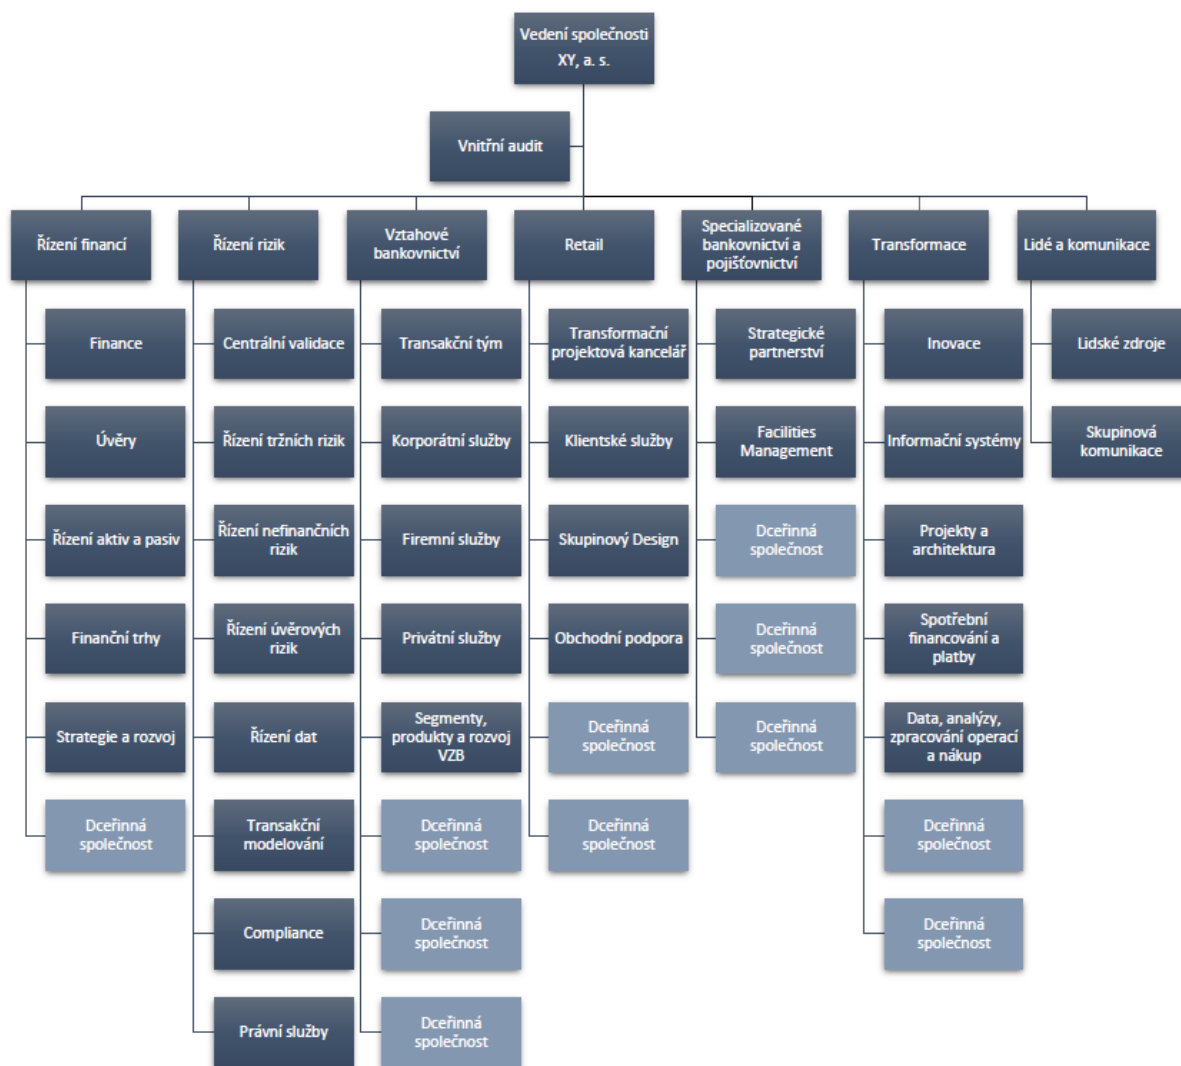 Vedení společnosti
XY, a. s.
Vnitřní audit
Řízení financí
Řízení rizik
Vztahové
bankovnictví
Retail
Specializované
bankovnictví a
pojišťovnictví
Transformace
Lidé a komunikace
Finance
Úvěry
Řízení aktiv a pasiv
Finanční trhy
Strategie a rozvoj
Dceřinná
společnost
Centrální validace
Řízení tržních rizik
Řízení nefinančních
rizik
Řízení úvěrových
rizik
Řízení dat
Transakční
modelování
Compliance
Právní služby
Transakční tým
Korporátní služby
Firemní služby
Privátní služby
Segmenty,
produkty a rozvoj
VZB
Dceřinná
společnost
Dceřinná
společnost
Dceřinná
společnost
Transformační
projektová kancelář
Klientské služby
Skupinový Design
Obchodní podpora
Dceřinná
společnost
Dceřinná
společnost
Strategické
partnerství
Facilities
Management
Dceřinná
společnost
Dceřinná
společnost
Dceřinná
společnost
Inovace
Informační systémy
Projekty a
architektura
Spotřební
financování a
platby
Data, analýzy,
zpracování operací
a nákup
Dceřinná
společnost
Dceřinná
společnost
Lidské zdroje
Skupinová
komunikace